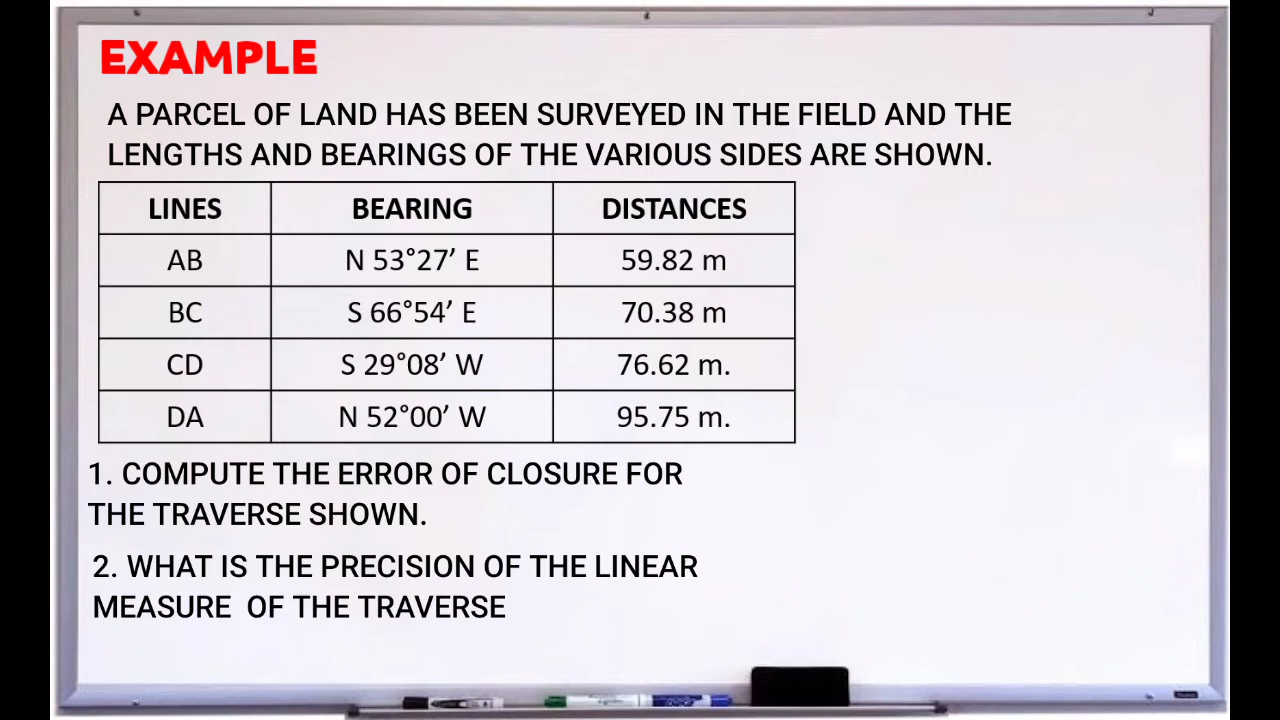 EXAMPLE
A PARCEL OF LAND HAS BEEN SURVEYED IN THE FIELD AND THE
LENGTHS AND BEARINGS OF THE VARIOUS SIDES ARE SHOWN.
LINES BEARING DISTANCES
AB N 53°27’ E 59.82 m
BC S 66°54’ E 70.38 m
CD S 29°08’ W 76.62 m.
DA N 52°00’ W 95.75 m.
1. COMPUTE THE ERROR OF CLOSURE FOR
THE TRAVERSE SHOWN.
2. WHAT IS THE PRECISION OF THE LINEAR
MEASURE OF THE TRAVERSE